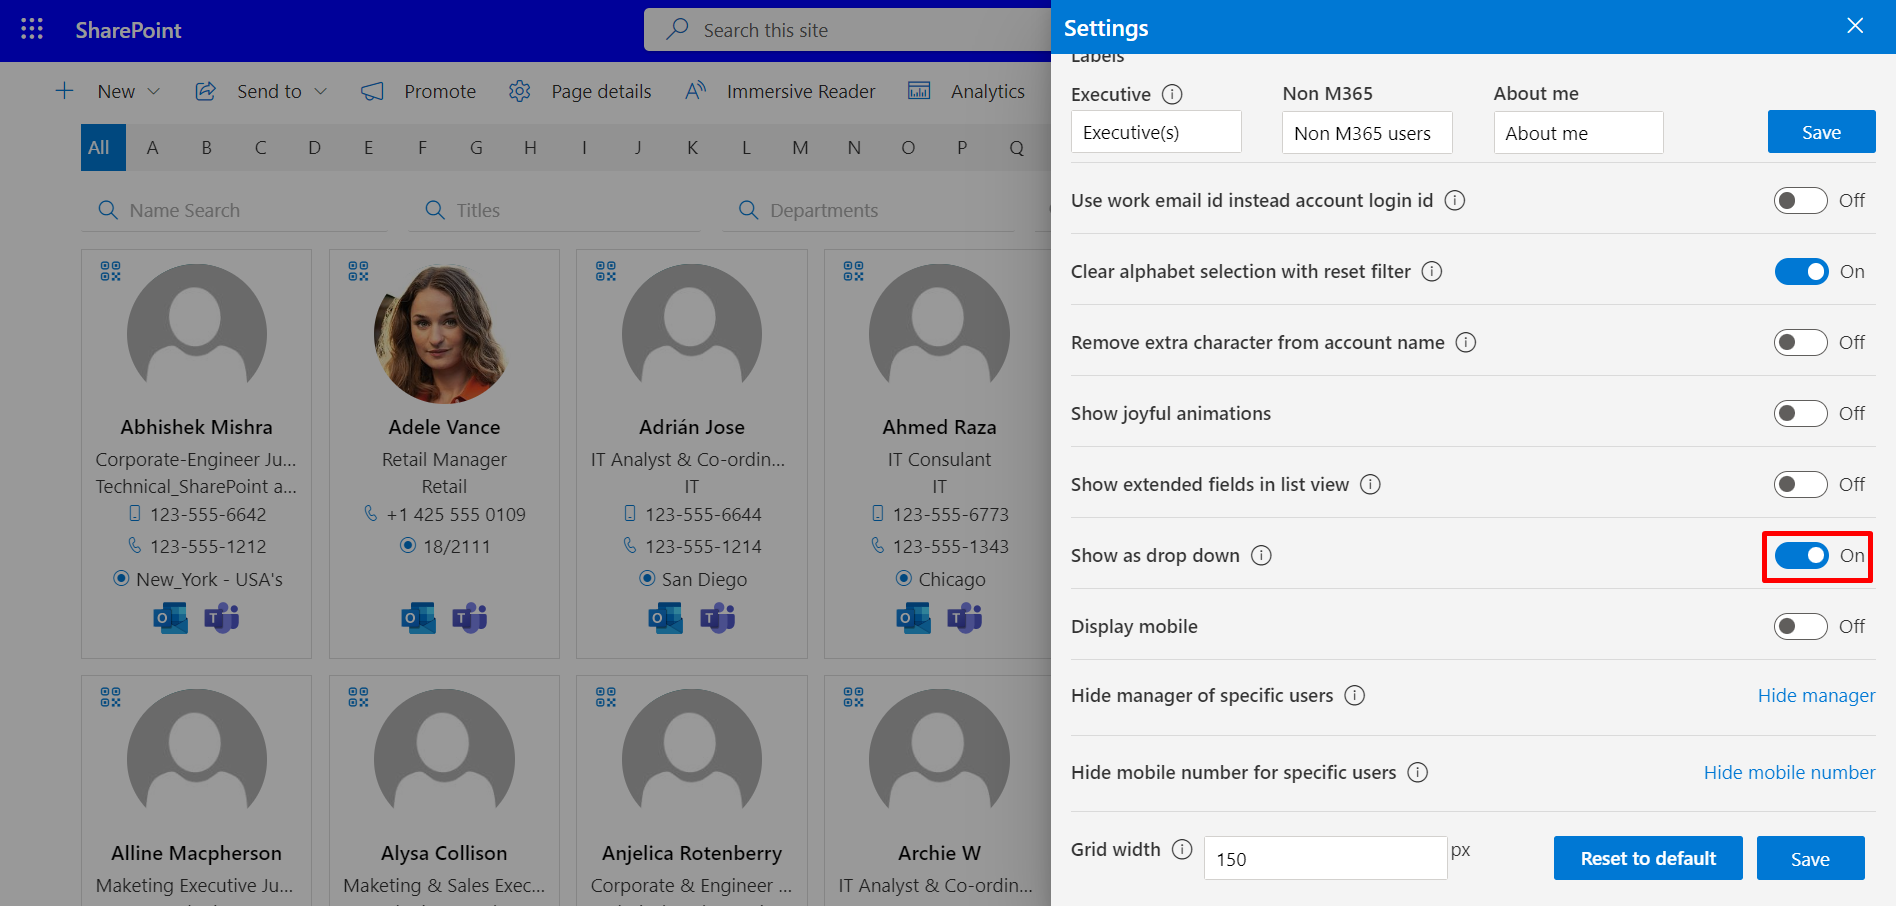 SharePoint
Search this site
New
Send to
Promote
Page details
Immersive Reader
Analytics
All A B C D E F G H I J K L M N O P Q
Name Search
Titles
Departments
Abhishek Mishra
Corporate-Engineer Ju...
Technical_SharePoint a...
123-555-6642
123-555-1212
New_York - USA's
Adele Vance
Retail Manager
Retail
+1 425 555 0109
18/2111
Adrián Jose
IT Analyst & Co-ordin...
IT
123-555-6644
123-555-1214
San Diego
Ahmed Raza
IT Consulant
IT
123-555-6773
123-555-1343
Chicago
Alline Macpherson
Maketing Executive Ju...
Alysa Collison
Maketing & Sales Exec...
Anjelica Rotenberry
Corporate & Engineer ...
Archie W
IT Analyst & Co-ordin...
Settings
Labels
Executive
Executive(s)
Non M365
Non M365 users
About me
About me
Save
Use work email id instead account login id
Off
Clear alphabet selection with reset filter
On
Remove extra character from account name
Off
Show joyful animations
Off
Show extended fields in list view
Off
Show as drop down
On
Display mobile
Off
Hide manager of specific users
Hide manager
Hide mobile number for specific users
Hide mobile number
Grid width
150
px
Reset to default
Save